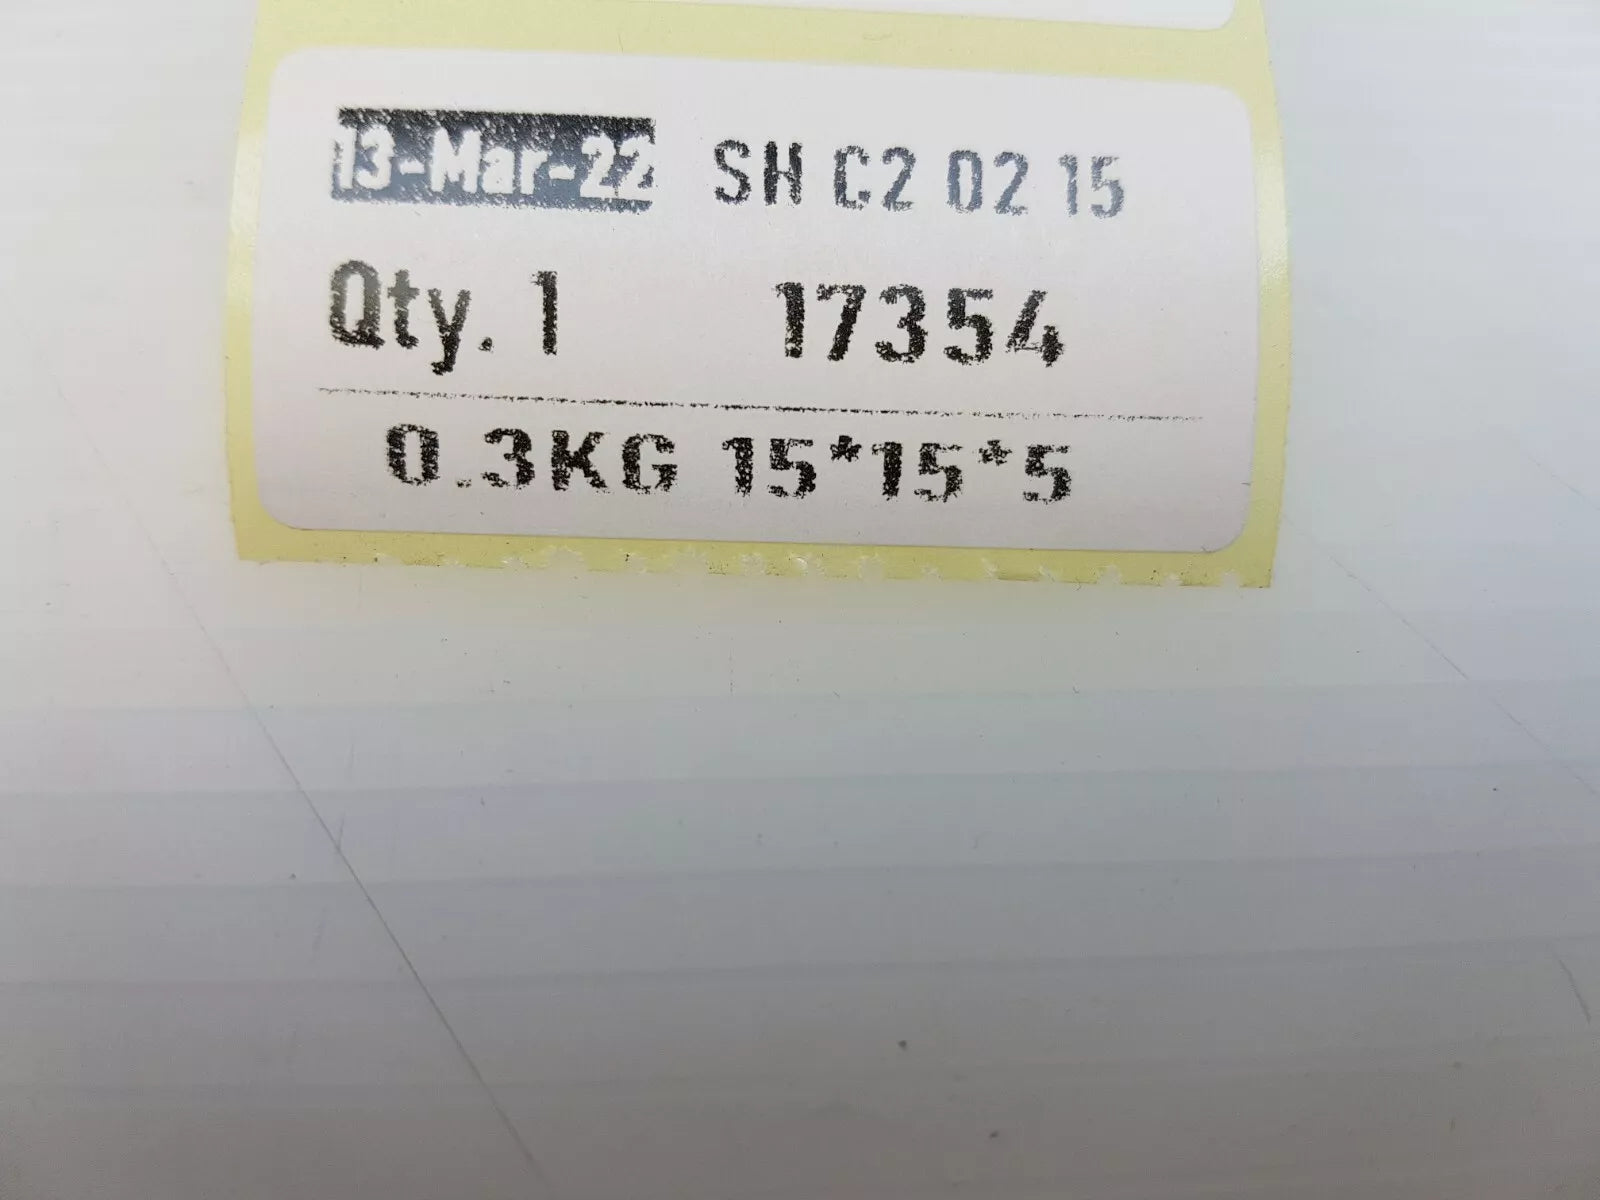 13-Mar-22 SH C2 02 15
Qty. 1 17354
0.3KG 15*15*5